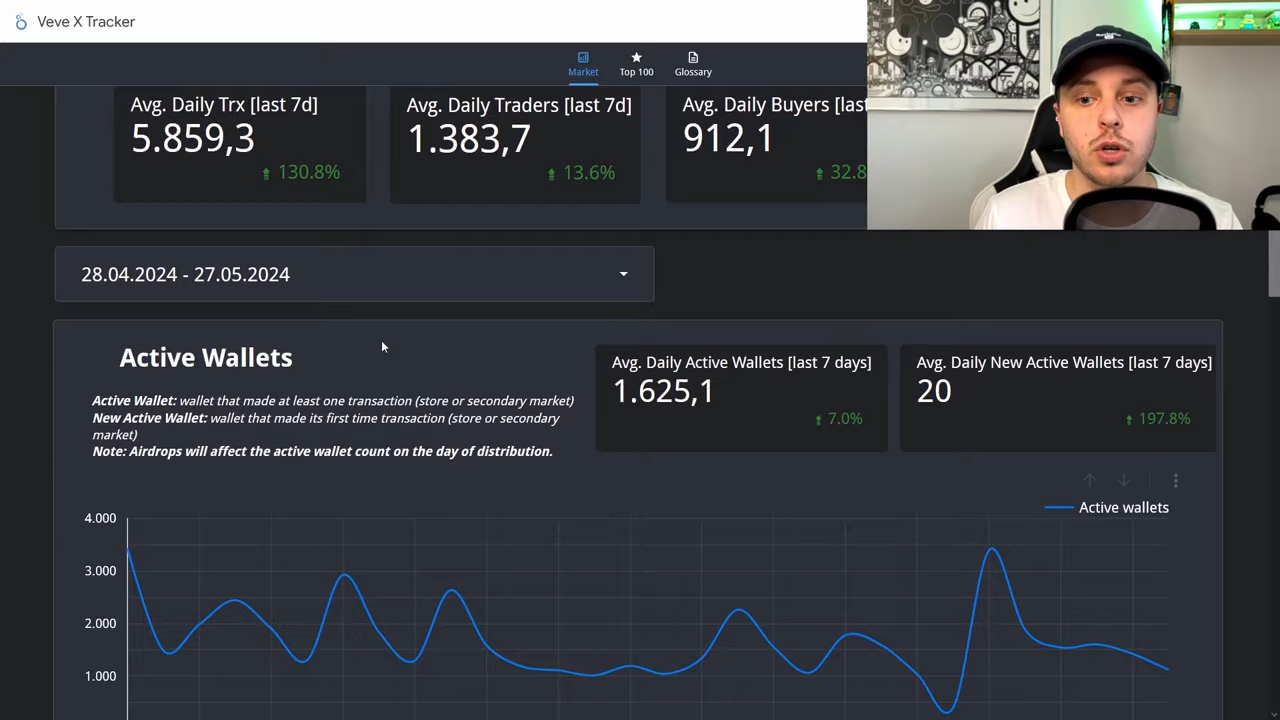 Veve X Tracker
Market
Top 100
Glossary
Avg. Daily Trx [last 7d]
5.859,3
130.8%
Avg. Daily Traders [last 7d]
1.383,7
13.6%
Avg. Daily Buyers [last
912,1
32.8
28.04.2024 - 27.05.2024
Active Wallets
Active Wallet: wallet that made at least one transaction (store or secondary market)
New Active Wallet: wallet that made its first time transaction (store or secondary
market)
Note: Airdrops will affect the active wallet count on the day of distribution.
Avg. Daily Active Wallets [last 7 days]
1.625,1
7.0%
Avg. Daily New Active Wallets [last 7 days]
20
197.8%
Active wallets
4.000
3.000
2.000
1.000